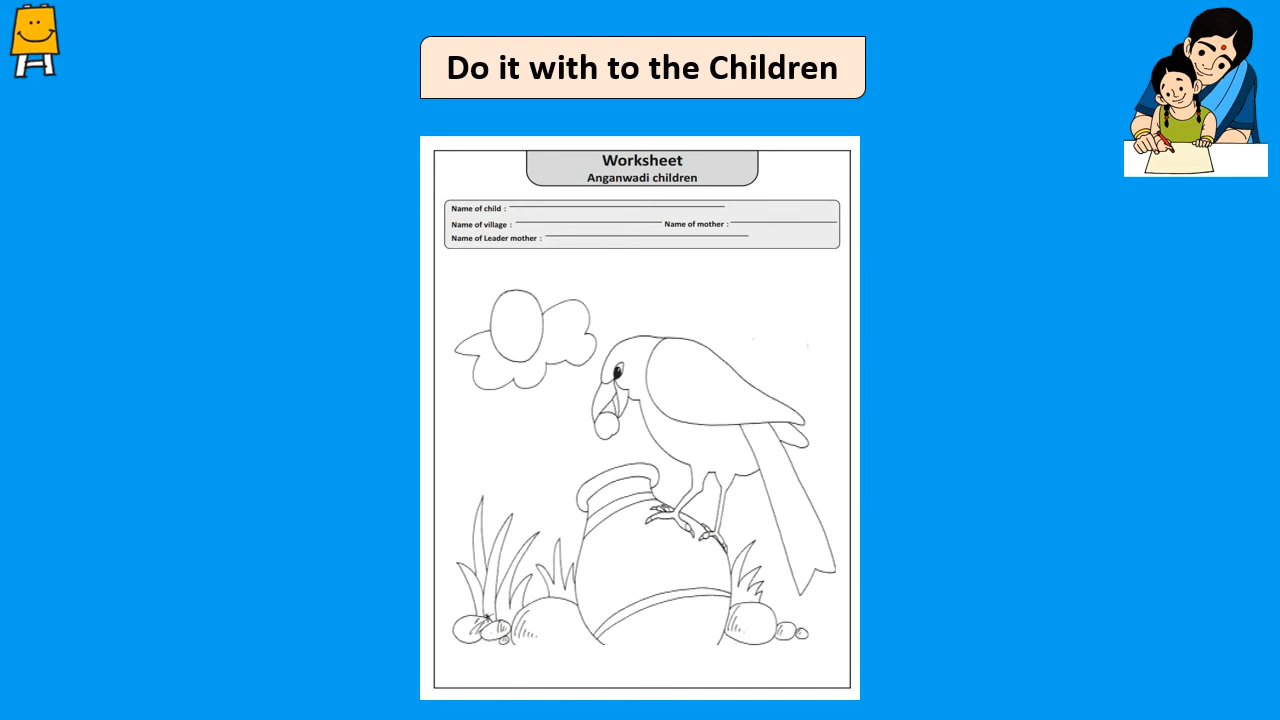 Do it with to the Children
Worksheet
Anganwadi children
Name of child :
Name of village : Name of mother :
Name of Leader mother :